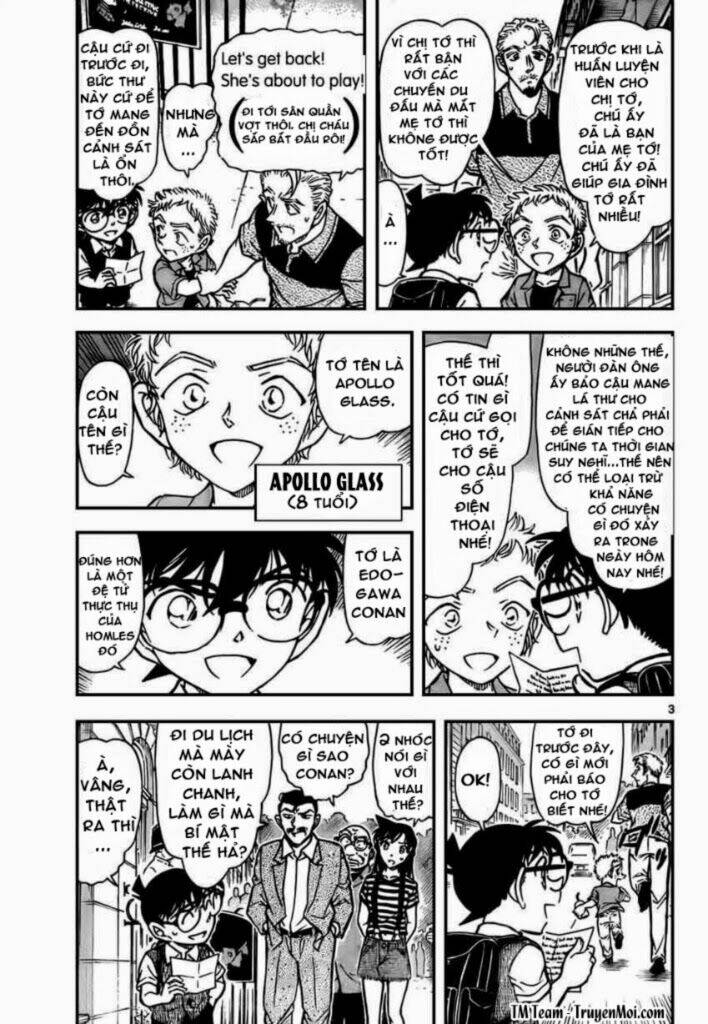 VÌ CHỊ TỚ THÌ
RẤT BẬN
VỚI CÁC
CHUYẾN DU
ĐẤU MÀ MẤT
MẸ TỚ THÌ
KHÔNG ĐƯỢC
TỐT!
TRƯỚC KHI LÀ
HUẤN LUYỆN
VIÊN CHO
CHỊ TỚ,
CHÚ ẤY
ĐÃ LÀ BẠN
CỦA MẸ TỚ!
CHÚ ẤY ĐÃ
GIÚP GIA ĐÌNH
TỚ RẤT
NHIỀU!
À
...
CẬU CỨ ĐI
TRƯỚC ĐI,
BỨC THƯ
NÀY CỨ ĐỂ
TỚ MANG
ĐẾN ĐỒN
CẢNH SÁT
LÀ ỔN
THÔI.
NHƯNG
MÀ
...
Let's get back!
She's about to play!
(ĐI TỚI SÂN QUẦN
VỢT THÔI. CHỊ CHÁU
SẮP BẮT ĐẦU RỒI!)
CÒN
CẬU
TÊN GÌ
THẾ?
TỚ TÊN LÀ
APOLLO
GLASS.
APOLLO GLASS
(8 TUỔI)
THẾ THÌ
TỐT QUÁ!
CÓ TIN GÌ
CẬU CỨ GỌI
CHO TỚ,
TỚ SẼ
CHO CẬU
SỐ
ĐIỆN
THOẠI
NHÉ!
KHÔNG NHỮNG THẾ,
NGƯỜI ĐÀN ÔNG
ẤY BẢO CẬU MANG
LÁ THƯ CHO
CẢNH SÁT CHẢ PHẢI
ĐỂ GIÁN TIẾP CHO
CHÚNG TA THỜI GIAN
SUY NGHĨ...THẾ NÊN
CÓ THỂ LOẠI TRỪ
KHẢ NĂNG
CÓ CHUYỆN
GÌ ĐÓ XẢY
RA TRONG
NGÀY HÔM
NAY NHÉ!
ĐÚNG HƠN
LÀ MỘT
ĐỆ TỬ
THỰC THỤ
CỦA
HOMLES
ĐÓ
TỚ LÀ
EDO-
GAWA
CONAN
3
À,
VÂNG,
THẬT
RA THÌ
...
ĐI DU LỊCH
MÀ MÀY
CÒN LANH
CHANH,
LÀM GÌ MÀ
BÍ MẬT
THẾ HẢ?
CÓ CHUYỆN
GÌ SAO
CONAN?
2 NHÓC
NÓI GÌ
VỚI
NHAU
THẾ?
OK!
TỚ ĐI
TRƯỚC ĐÂY,
CÓ GÌ MỚI
PHẢI BÁO
CHO TỚ
BIẾT NHÉ!
TM Team - TruyenMoi.com